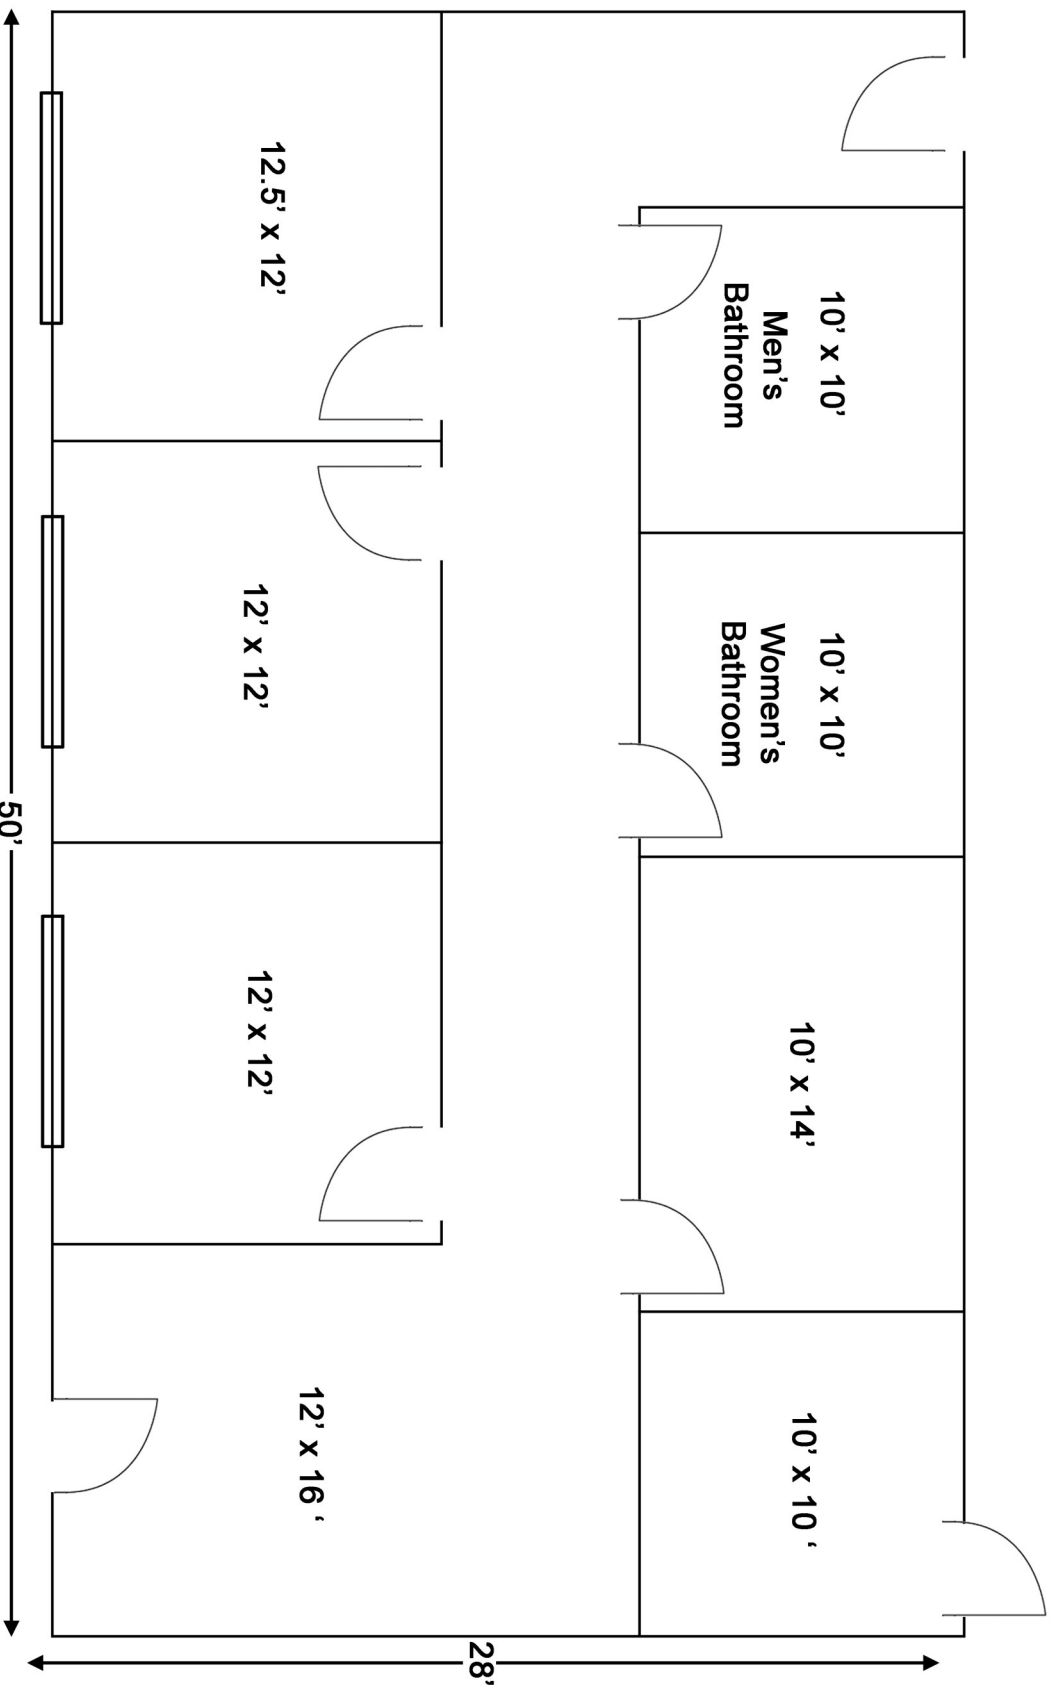 10’ x 10’
Men’s
Bathroom
10’ x 10’
Women’s
Bathroom
10’ x 14’
10’ x 10 ‘
28’
12.5’ x 12’
12’ x 12’
12’ x 12’
12’ x 16 ‘
50’